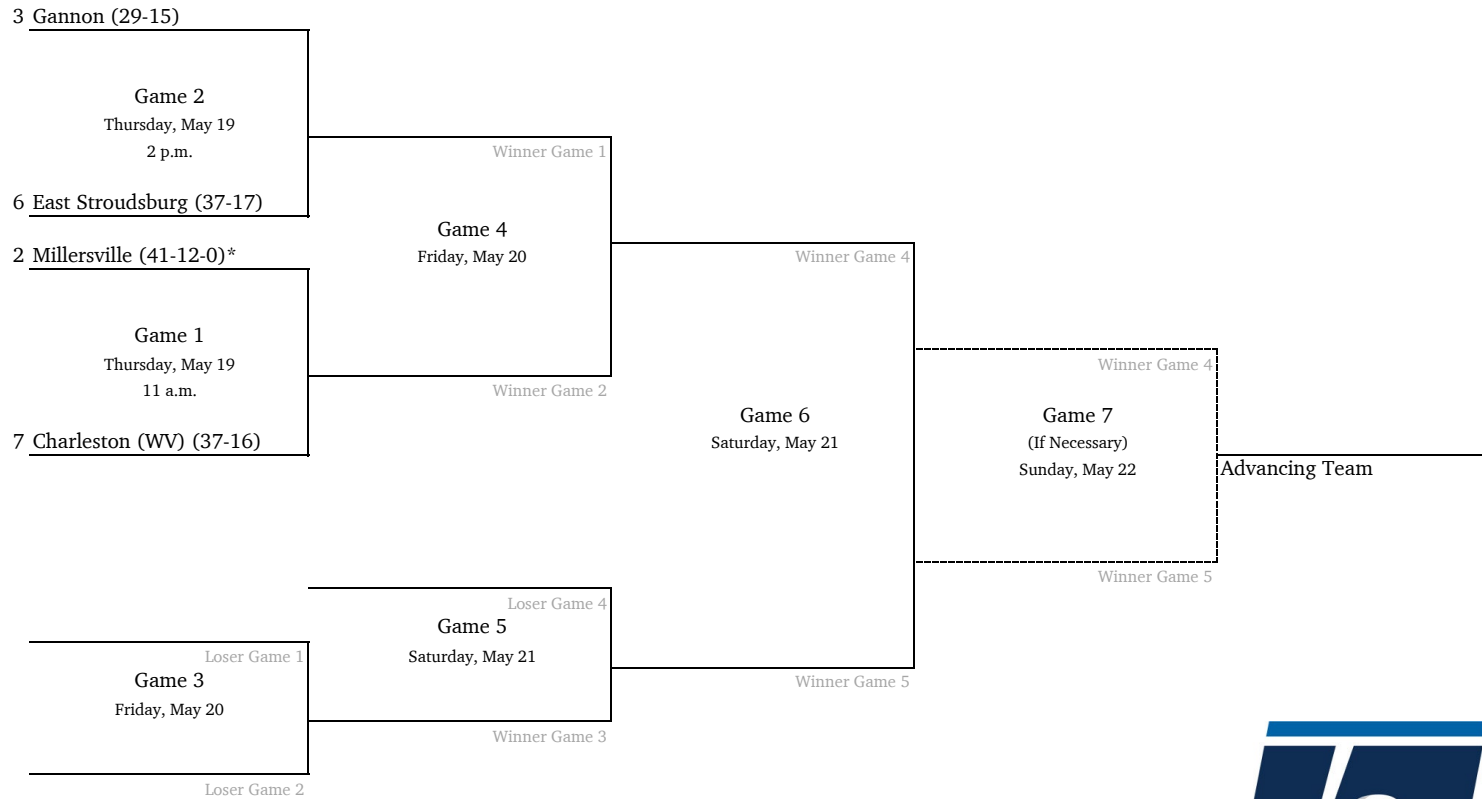 3 Gannon (29-15)
Game 2
Thursday, May 19
2 p.m.
6 East Stroudsburg (37-17)
2 Millersville (41-12-0)*
Game 1
Thursday, May 19
11 a.m.
7 Charleston (WV) (37-16)
Winner Game 1
Game 4
Friday, May 20
Winner Game 2
Loser Game 1
Game 3
Friday, May 20
Loser Game 2
Loser Game 4
Game 5
Saturday, May 21
Winner Game 3
Winner Game 4
Game 6
Saturday, May 21
Winner Game 5
Winner Game 4
Game 7
(If Necessary)
Sunday, May 22
Winner Game 5
Advancing Team